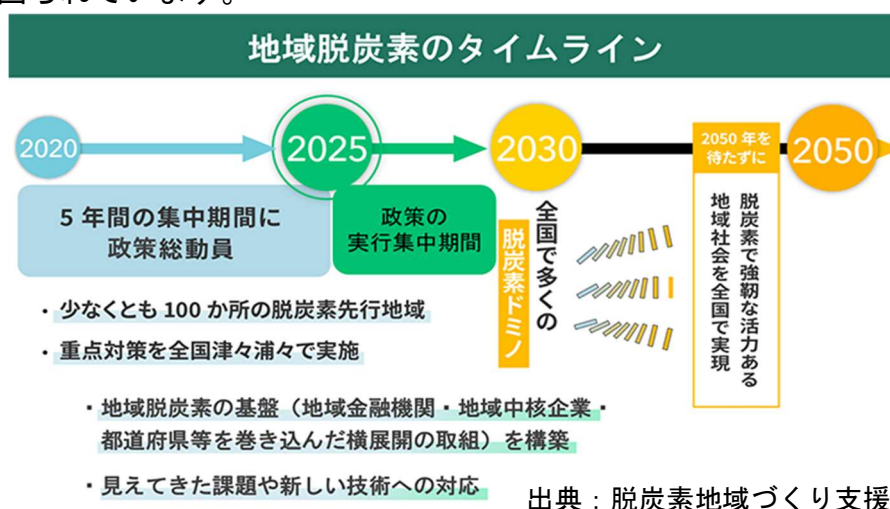 地域脱炭素のタイムライン
2020
2025
2030
2050年を
待たずに
2050
5年間の集中期間に
政策総動員
政策の
実行集中期間
全国で多くの
脱炭素ドミノ
脱炭素で強靭な活力ある
地域社会を全国で実現
・少なくとも100か所の脱炭素先行地域
・重点対策を全国津々浦々で実施
・地域脱炭素の基盤（地域金融機関・地域中核企業・
都道府県等を巻き込んだ横展開の取組）を構築
・見えてきた課題や新しい技術への対応
出典：脱炭素地域づくり支援